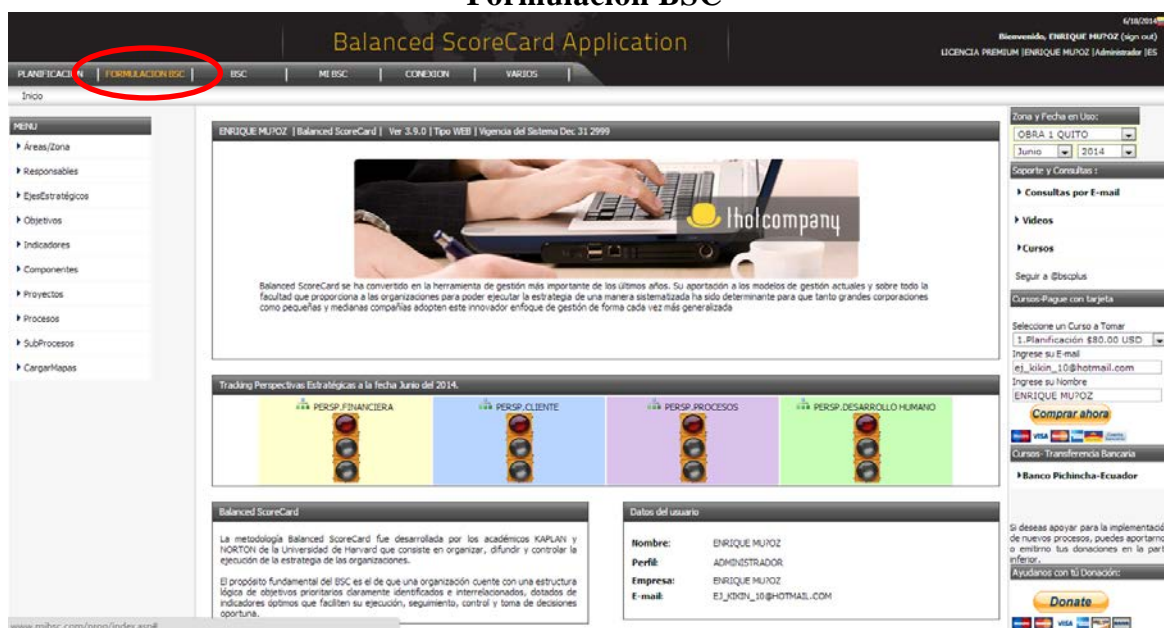 Formulación BSC
6/18/2014
Balanced ScoreCard Application
Bienvenido, ENRIQUE MU?OZ (sign out)
LICENCIA PREMIUM |ENRIQUE MU?OZ |Administrador |ES
PLANIFICACION | FORMULACION BSC | BSC | MI BSC | CONEXION | VARIOS |
Inicio
MENU
Áreas/Zona
Responsables
EjesEstratégicos
Objetivos
Indicadores
Componentes
Proyectos
Procesos
SubProcesos
CargarMapas
ENRIQUE MU?OZ | Balanced ScoreCard | Ver 3.9.0 | Tipo WEB | Vigencia del Sistema Dec 31 2999
lholcompany
Balanced ScoreCard se ha convertido en la herramienta de gestión más importante de los últimos años. Su aportación a los modelos de gestión actuales y sobre todo la
facultad que proporciona a las organizaciones para poder ejecutar la estrategia de una manera sistematizada ha sido determinante para que tanto grandes corporaciones
como pequeñas y medianas compañías adopten este innovador enfoque de gestión de forma cada vez más generalizada
Tracking Perspectivas Estratégicas a la fecha Junio del 2014.
PERSP.FINANCIERA
PERSP.CLIENTE
PERSP.PROCESOS
PERSP.DESARROLLO HUMANO
Balanced ScoreCard
La metodología Balanced ScoreCard fue desarrollada por los académicos KAPLAN y
NORTON de la Universidad de Harvard que consiste en organizar, difundir y controlar la
ejecución de la estrategia de las organizaciones.
El propósito fundamental del BSC es el de que una organización cuente con una estructura
lógica de objetivos prioritarios claramente identificados e interrelacionados, dotados de
indicadores óptimos que faciliten su ejecución, seguimiento, control y toma de decisiones
oportuna.
Datos del usuario
Nombre: ENRIQUE MU?OZ
Perfil: ADMINISTRADOR
Empresa: ENRIQUE MU?OZ
E-mail: EJ_KIKIN_10@HOTMAIL.COM
Zona y Fecha en Uso:
OBRA 1 QUITO
Junio 2014
Soporte y Consultas :
Consultas por E-mail
Videos
Cursos
Seguir a @bscplus
Cursos-Pague con tarjeta
Seleccione un Curso a Tomar
1.Planificación $80.00 USD
Ingrese su E-mail
ej_kikin_10@hotmail.com
Ingrese su Nombre
ENRIQUE MU?OZ
Comprar ahora
VISA
Cursos- Transferencia Bancaria
Banco Pichincha-Ecuador
Si deseas apoyar para la implementació
de nuevos procesos, puedes aportarno
o emitirno tus donaciones en la part
inferior.
Ayudanos con tú Donación:
Donate
VISA
www.mibsc.com/prop/index.asp#